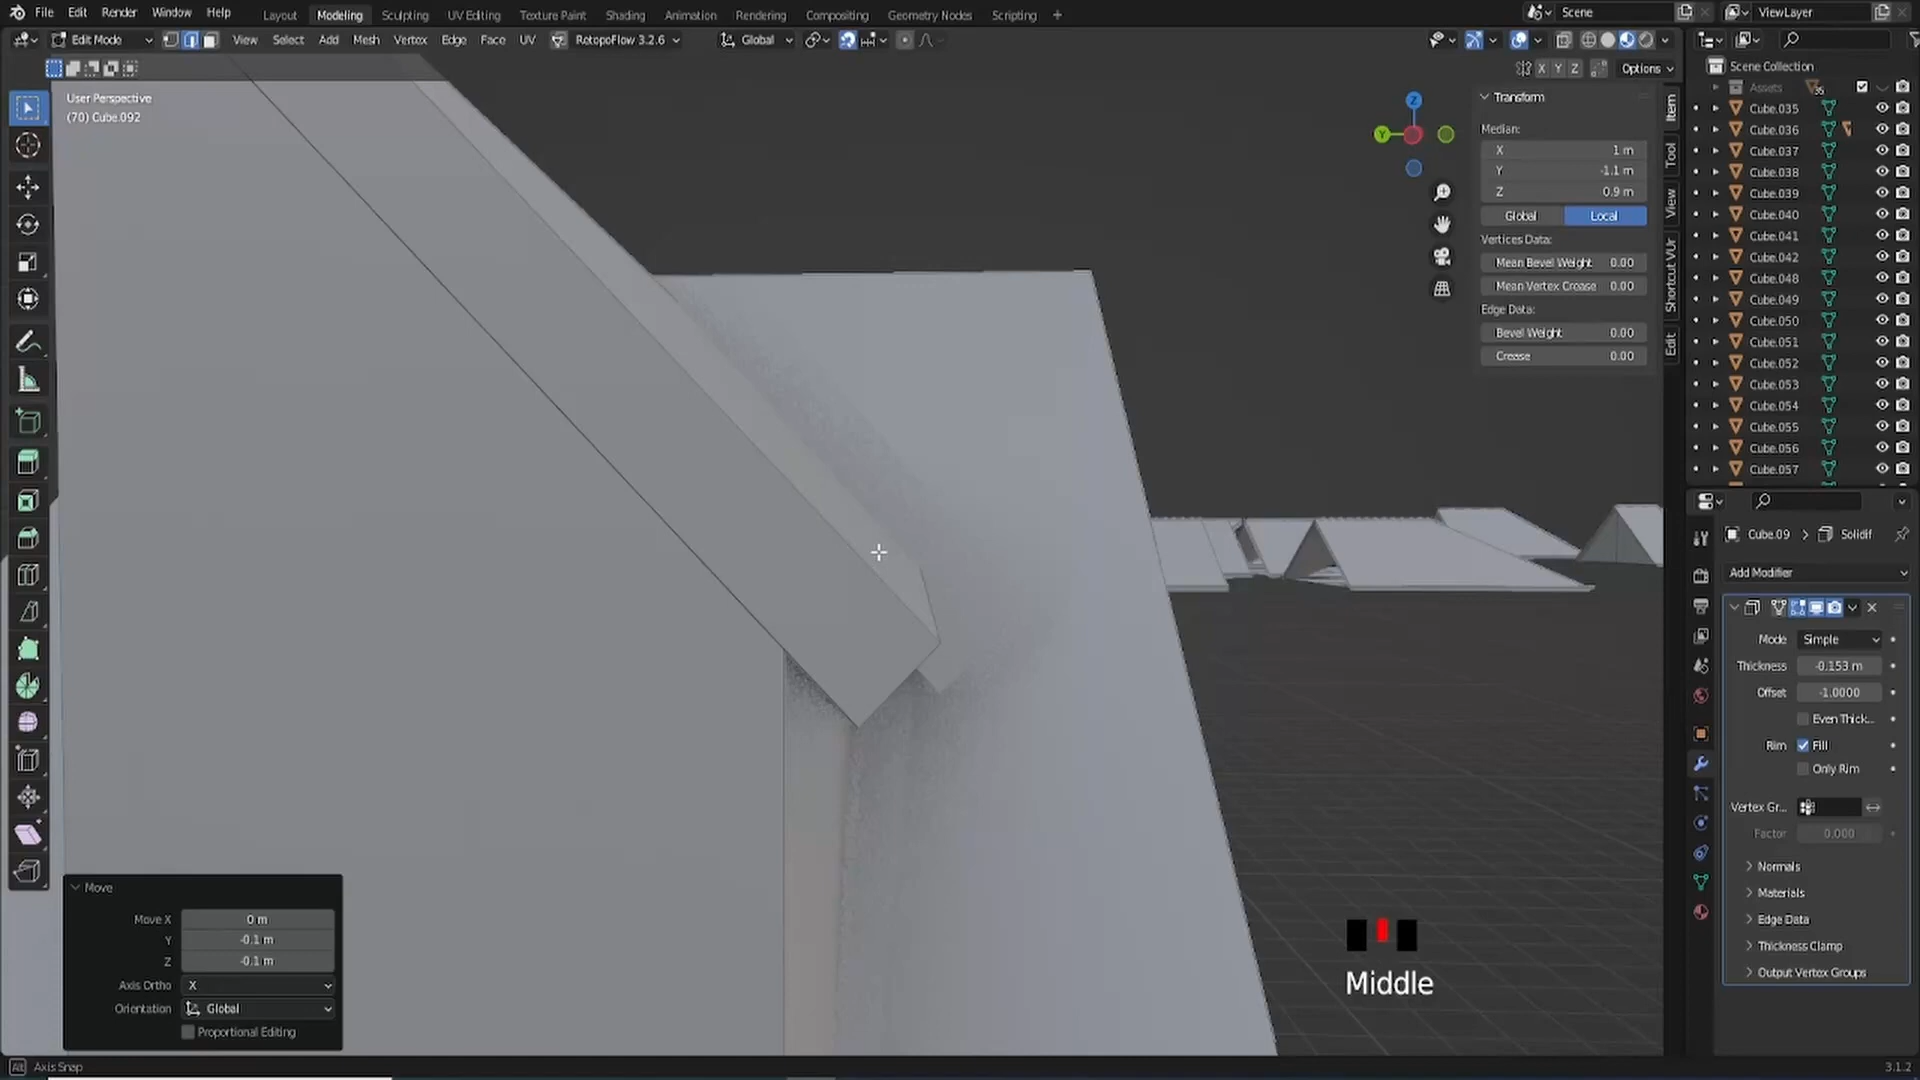 File Edit Render Window Help
Layout Modeling Sculpting UV Editing Texture Paint Shading Animation Rendering Compositing Geometry Nodes Scripting +
Scene
ViewLayer
Edit Mode View Select Add Mesh Vertex Edge Face UV RetopoFlow 3.2.6 Global
X Y Z Options
User Perspective
(70) Cube.092
Z
Y
Transform
Median:
X 1 m
Y -1.1 m
Z 0.9 m
Global Local
Vertices Data:
Mean Bevel Weight 0.00
Mean Vertex Crease 0.00
Edge Data:
Bevel Weight 0.00
Crease 0.00
Item
Tool
View
Shortcut VUr
Edit
Scene Collection
Assets 35
Cube.035
Cube.036
Cube.037
Cube.038
Cube.039
Cube.040
Cube.041
Cube.042
Cube.048
Cube.049
Cube.050
Cube.051
Cube.052
Cube.053
Cube.054
Cube.055
Cube.056
Cube.057
Cube.09 > Solidif
Add Modifier
Mode Simple
Thickness -0.153 m
Offset -1.0000
Even Thick...
Rim Fill
Only Rim
Vertex Gr...
Factor 0.000
Normals
Materials
Edge Data
Thickness Clamp
Output Vertex Groups
Move
Move X 0 m
Y -0.1 m
Z -0.1 m
Axis Ortho X
Orientation Global
Proportional Editing
Middle
Alt Axis Snap
3.1.2